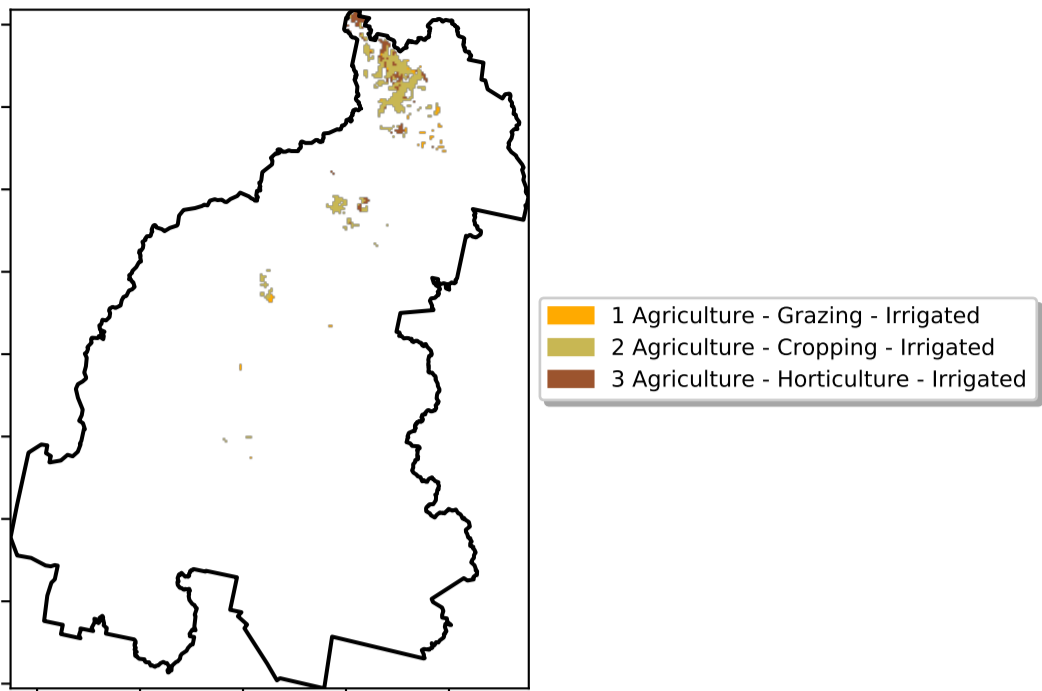 1 Agriculture - Grazing - Irrigated
2 Agriculture - Cropping - Irrigated
3 Agriculture - Horticulture - Irrigated